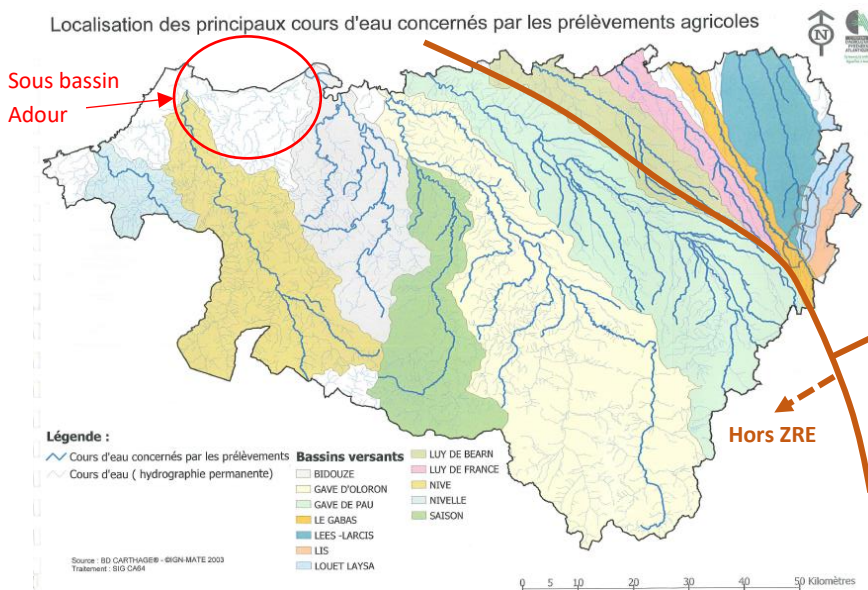 Localisation des principaux cours d'eau concernés par les prélèvements agricoles
N
Sous bassin
Adour
Hors ZRE
Légende :
Cours d'eau concernés par les prélèvements
Cours d'eau ( hydrographie permanente)
Bassins versants
BIDOUZE
GAVE D'OLORON
GAVE DE PAU
LE GABAS
LEES -LARCIS
LIS
LOUET LAYSA
LUY DE BEARN
LUY DE FRANCE
NIVE
NIVELLE
SAISON
Source : BD CARTHAGE® - ©IGN-MATE 2003
Traitement : SIG CA64
0 5 10 20 30 40 50 Kilomètres